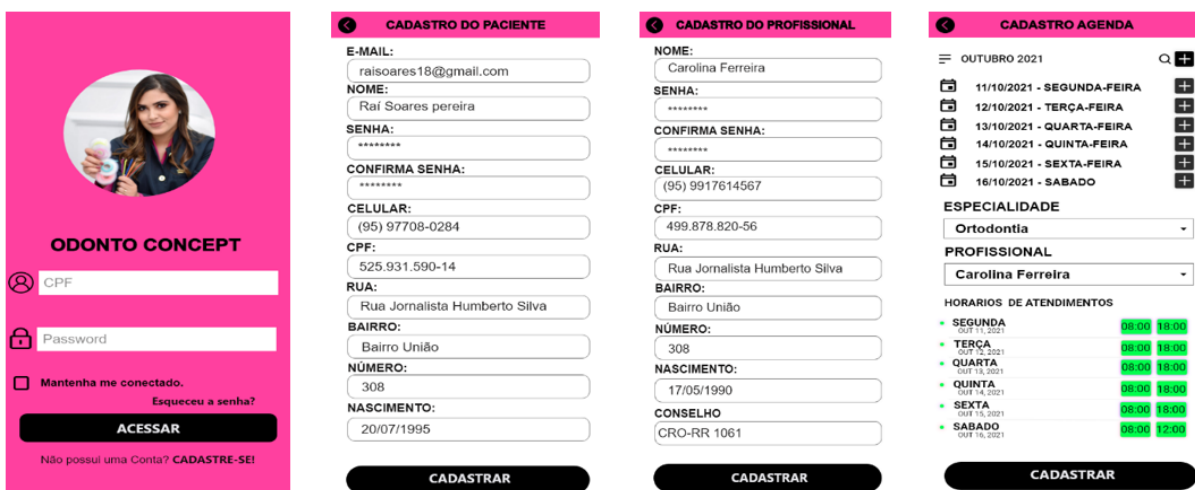 ODONTO CONCEPT
CPF
Password
Mantenha me conectado.
Esqueceu a senha?
ACESSAR
Não possui uma Conta? CADASTRE-SE!
CADASTRO DO PACIENTE
E-MAIL:
raisoares18@gmail.com
NOME:
Raí Soares pereira
SENHA:
********
CONFIRMA SENHA:
********
CELULAR:
(95) 97708-0284
CPF:
525.931.590-14
RUA:
Rua Jornalista Humberto Silva
BAIRRO:
Bairro União
NÚMERO:
308
NASCIMENTO:
20/07/1995
CADASTRAR
CADASTRO DO PROFISSIONAL
NOME:
Carolina Ferreira
SENHA:
********
CONFIRMA SENHA:
********
CELULAR:
(95) 9917614567
CPF:
499.878.820-56
RUA:
Rua Jornalista Humberto Silva
BAIRRO:
Bairro União
NÚMERO:
308
NASCIMENTO:
17/05/1990
CONSELHO
CRO-RR 1061
CADASTRAR
CADASTRO AGENDA
OUTUBRO 2021
11/10/2021 - SEGUNDA-FEIRA
12/10/2021 - TERÇA-FEIRA
13/10/2021 - QUARTA-FEIRA
14/10/2021 - QUINTA-FEIRA
15/10/2021 - SEXTA-FEIRA
16/10/2021 - SABADO
ESPECIALIDADE
Ortodontia
PROFISSIONAL
Carolina Ferreira
HORARIOS DE ATENDIMENTOS
SEGUNDA 08:00 18:00
OUT 11, 2021
TERÇA 08:00 18:00
OUT 12, 2021
QUARTA 08:00 18:00
OUT 13, 2021
QUINTA 08:00 18:00
OUT 14, 2021
SEXTA 08:00 18:00
OUT 15, 2021
SABADO 08:00 12:00
OUT 16, 2021
CADASTRAR